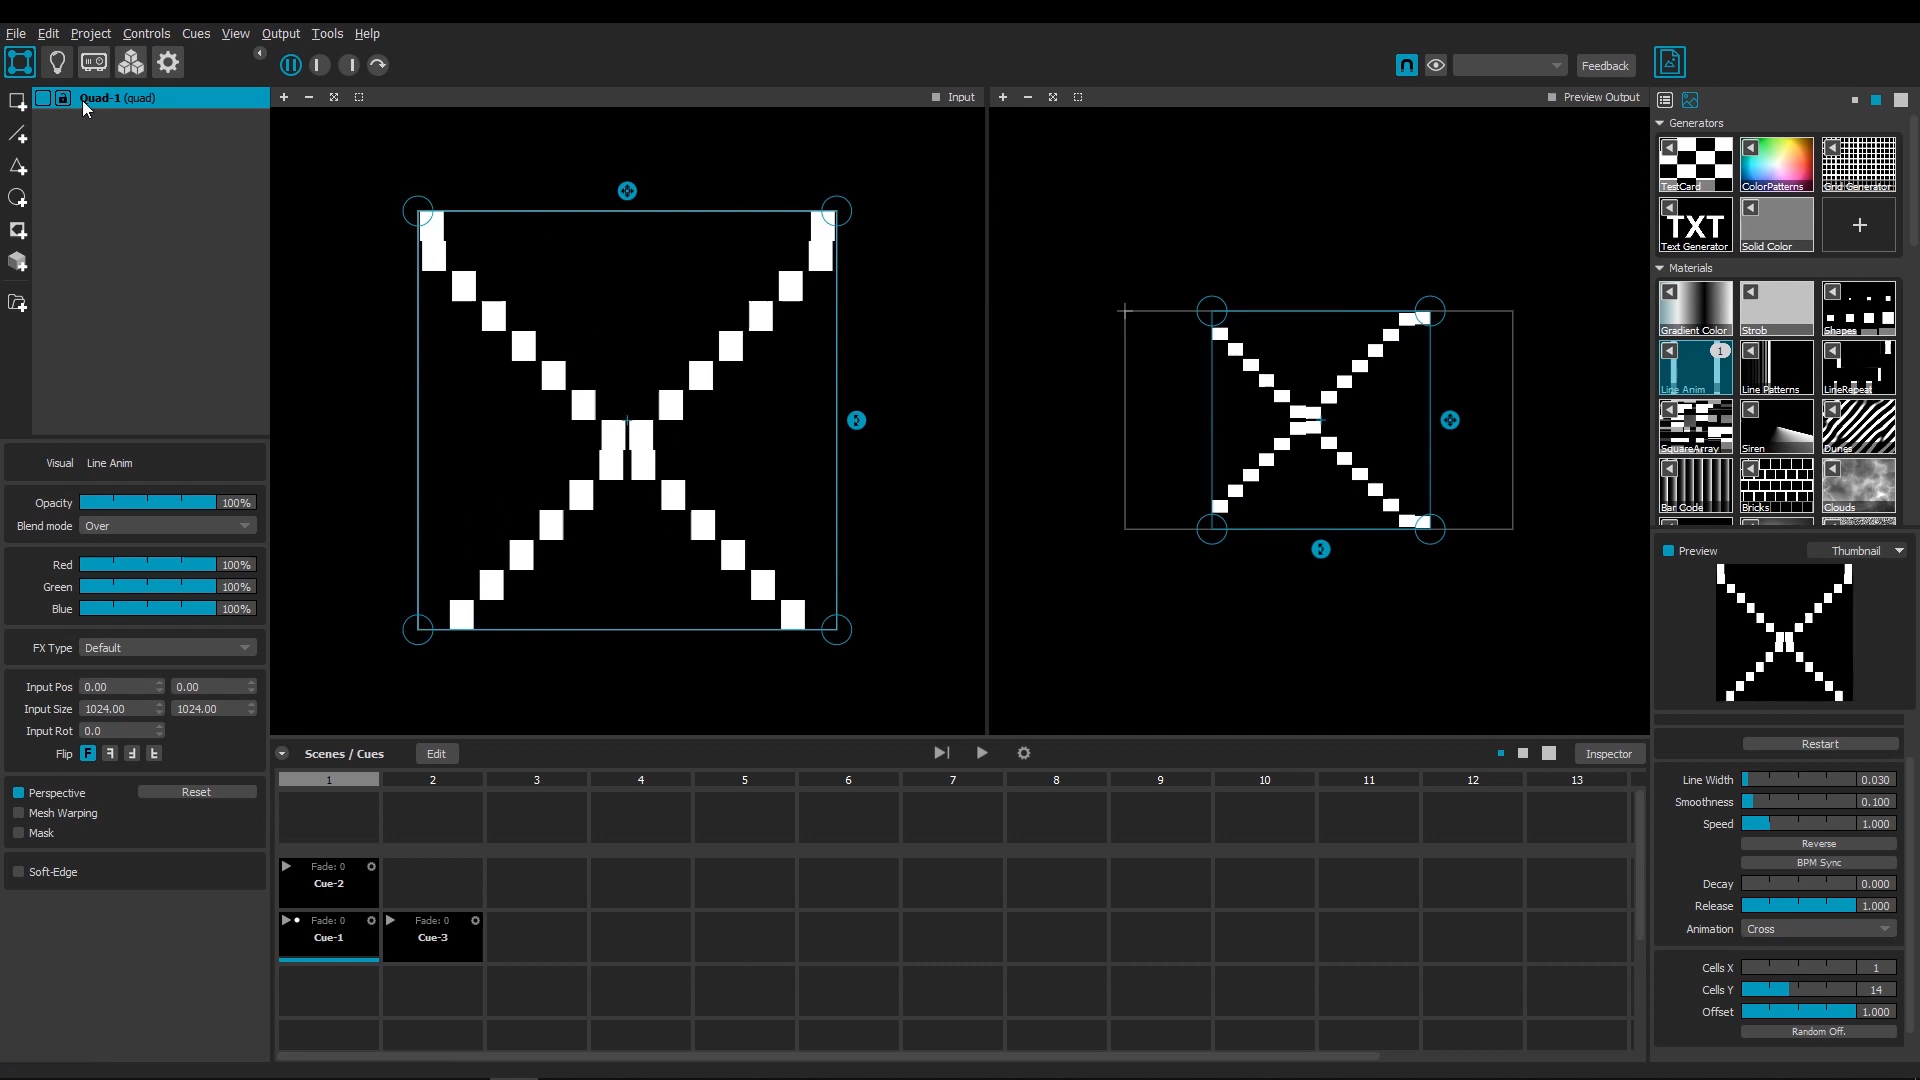 File Edit Project Controls Cues View Output Tools Help
Feedback
Quad-1 (quad)
Input
Preview Output
Generators
TestCard ColorPatterns Grid Generator
TXT
Text Generator Solid Color +
Materials
Gradient Color Strob Shapes
1
Line Anim Line Patterns LineRepeat
SquareArray Siren Dunes
Bar Code Bricks Clouds
Visual Line Anim
Opacity 100%
Blend mode Over
Red 100%
Green 100%
Blue 100%
FX Type Default
Input Pos 0.00 0.00
Input Size 1024.00 1024.00
Input Rot 0.0
Flip F
Perspective Reset
Mesh Warping
Mask
Soft-Edge
Scenes / Cues Edit Inspector
1 2 3 4 5 6 7 8 9 10 11 12 13
Fade: 0
Cue-2
Fade: 0 Fade: 0
Cue-1 Cue-3
Preview Thumbnail
Restart
Line Width 0.030
Smoothness 0.100
Speed 1.000
Reverse
BPM Sync
Decay 0.000
Release 1.000
Animation Cross
Cells X 1
Cells Y 14
Offset 1.000
Random Off.